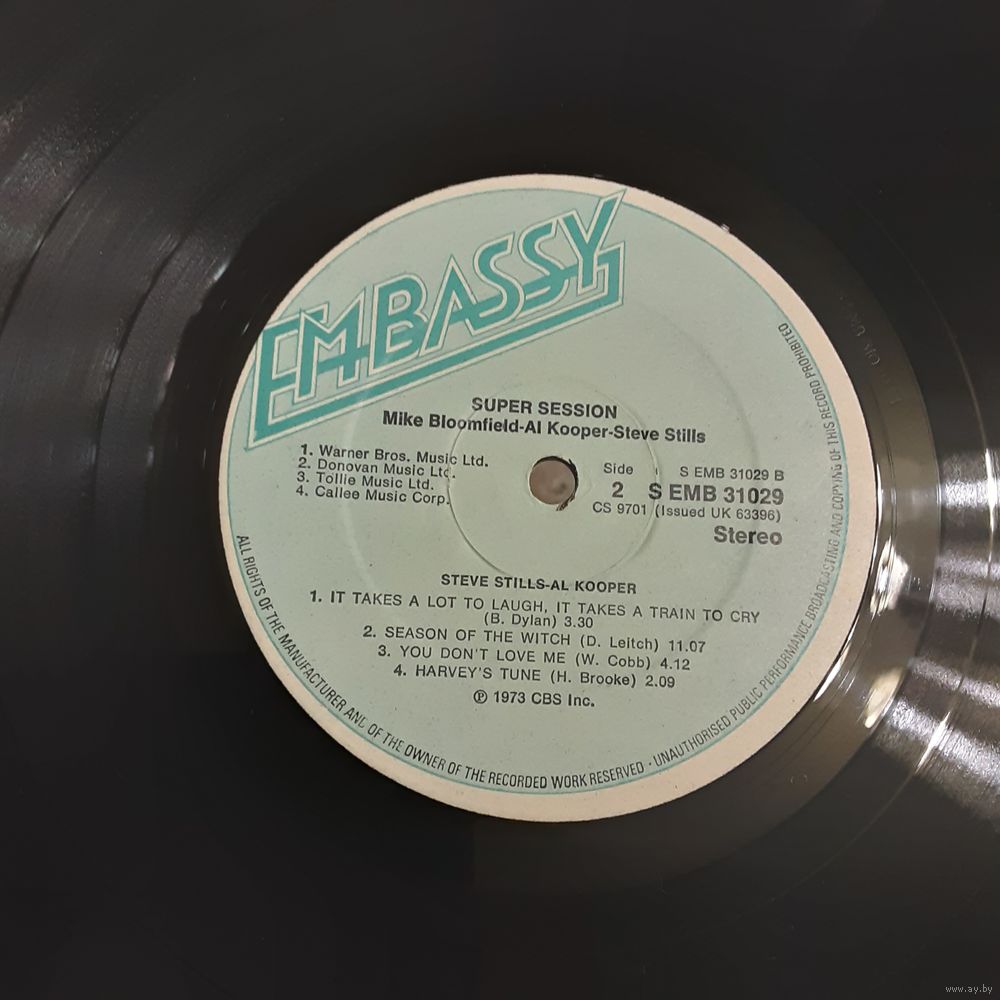 EMBASSY
SUPER SESSION
Mike Bloomfield-Al Kooper-Steve Stills
1. Warner Bros. Music Ltd.
2. Donovan Music Ltd.
3. Tollie Music Ltd.
4. Callee Music Corp.
Side
2
S EMB 31029 B
S EMB 31029
CS 9701 (Issued UK 63396)
Stereo
STEVE STILLS-AL KOOPER
1. IT TAKES A LOT TO LAUGH, IT TAKES A TRAIN TO CRY
(B. Dylan) 3.30
2. SEASON OF THE WITCH (D. Leitch) 11.07
3. YOU DON'T LOVE ME (W. Cobb) 4.12
4. HARVEY'S TUNE (H. Brooke) 2.09
℗ 1973 CBS Inc.
ALL RIGHTS OF THE MANUFACTURER AND OF THE OWNER OF THE RECORDED WORK RESERVED · UNAUTHORISED PUBLIC PERFORMANCE BROADCASTING AND COPYING OF THIS RECORD PROHIBITED
www.ay.by